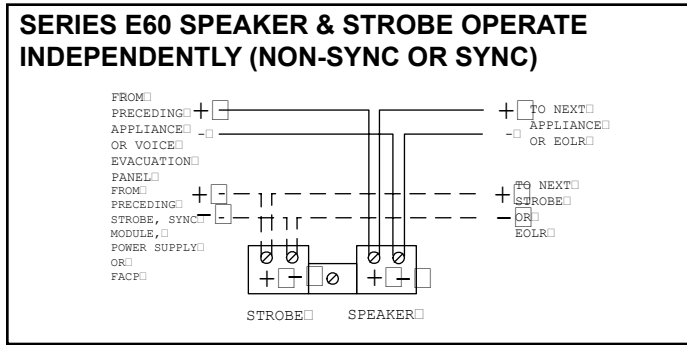 SERIES E60 SPEAKER & STROBE OPERATE
INDEPENDENTLY (NON-SYNC OR SYNC)
FROM
PRECEDING
APPLIANCE
OR VOICE
EVACUATION
PANEL
+
-
+
-
TO NEXT
APPLIANCE
OR EOLR
FROM
PRECEDING
STROBE, SYNC
MODULE,
POWER SUPPLY
OR
FACP
+ -
- -
+
-
TO NEXT
STROBE
OR
EOLR
+ - + -
STROBE SPEAKER